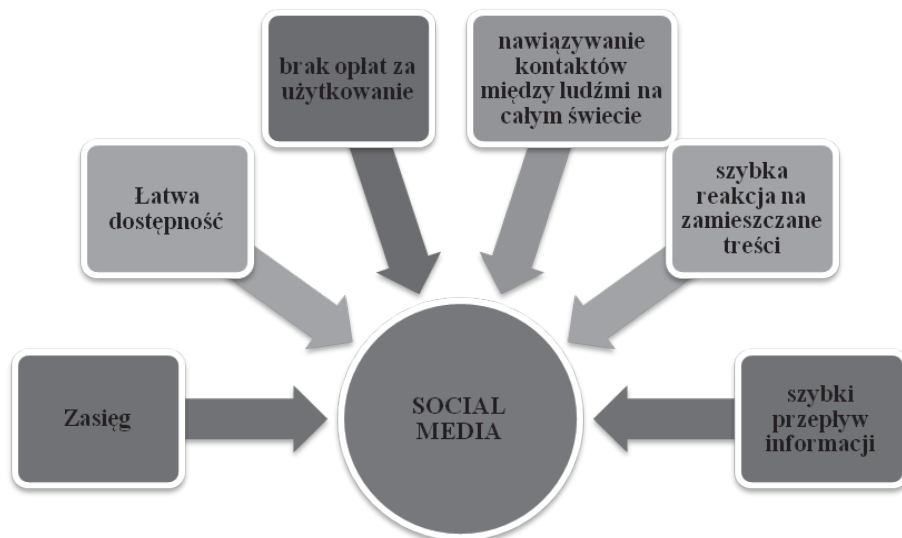 brak opłat za
użytkowanie
nawiązywanie
kontaktów
między ludźmi na
całym świecie
Łatwa
dostępność
szybka
reakcja na
zamieszczane
treści
Zasięg
SOCIAL
MEDIA
szybki
przepływ
informacji